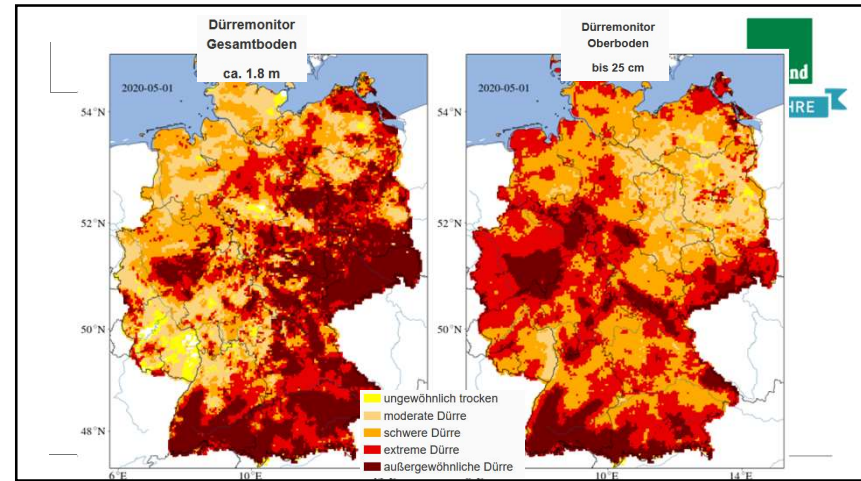 Dürremonitor
Gesamtboden
ca. 1.8 m
Dürremonitor
Oberboden
bis 25 cm
nd
HRE
2020-05-01
2020-05-01
54°N
54°N
52°N
52°N
50°N
50°N
48°N
48°N
ungewöhnlich trocken
moderate Dürre
schwere Dürre
extreme Dürre
außergewöhnliche Dürre
6°E
10°E
10°E
14°E